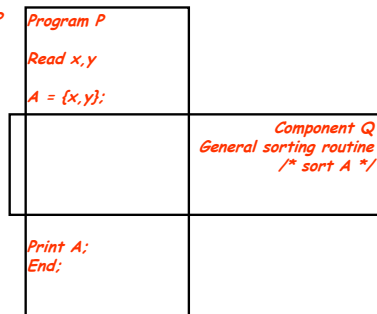 Program P
Read x,y
A = {x,y};
Component Q
General sorting routine
/* sort A */
Print A;
End;